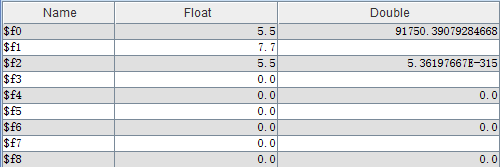 Name Float Double
$f0 5.5 91750.39079284668
$f1 7.7
$f2 5.5 5.36197667E-315
$f3 0.0
$f4 0.0 0.0
$f5 0.0
$f6 0.0 0.0
$f7 0.0
$f8 0.0 0.0